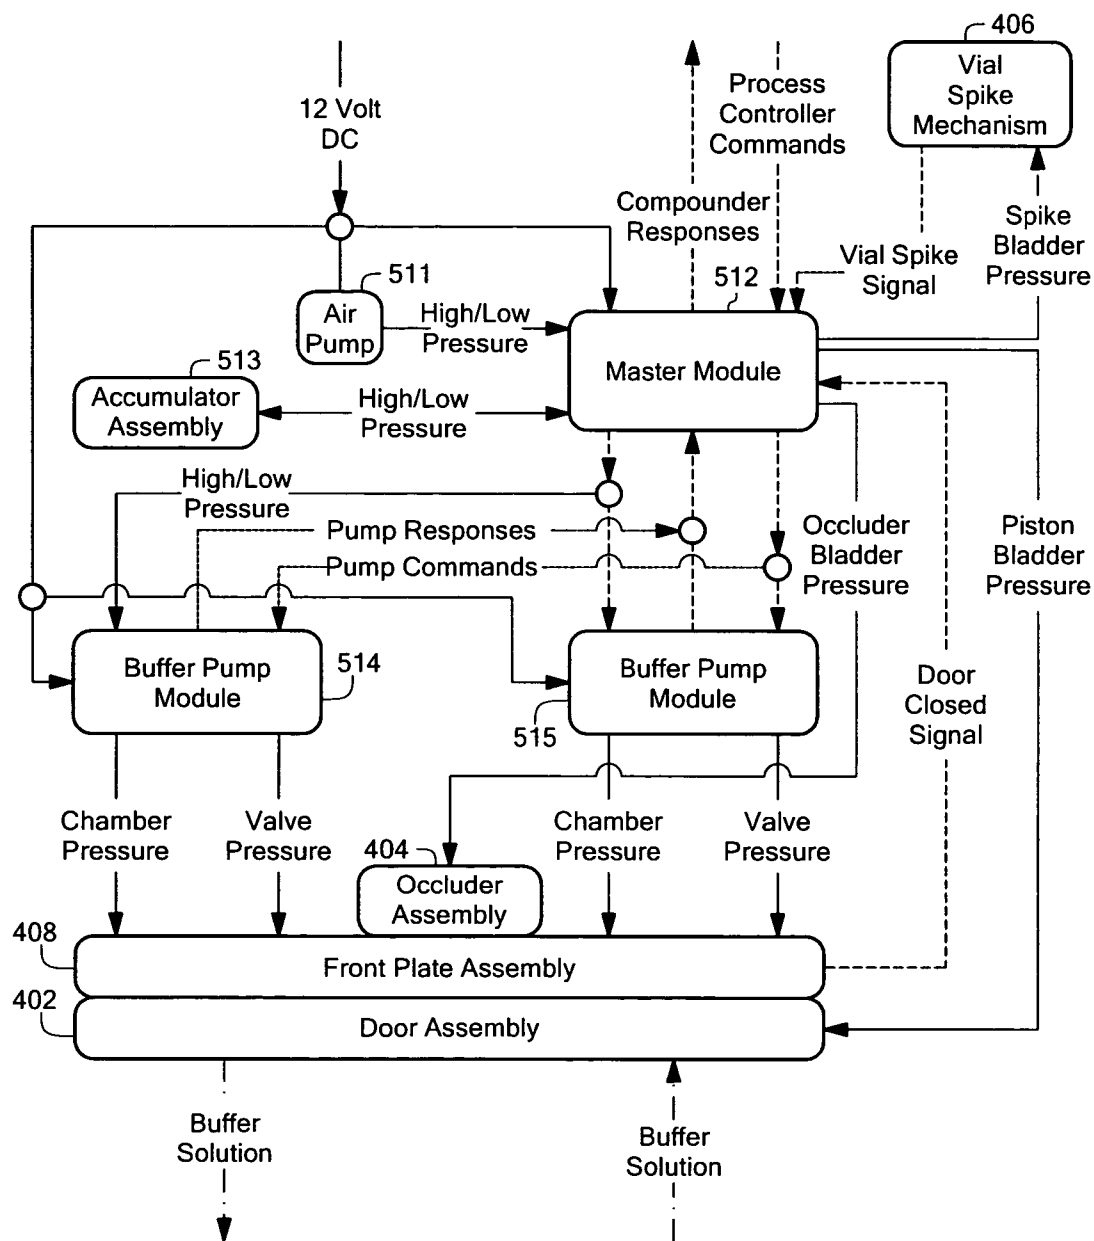 406
Vial
Spike
Mechanism
12 Volt
DC
Process
Controller
Commands
Compounder
Responses
Vial Spike
Signal
Spike
Bladder
Pressure
511
Air
Pump
High/Low
Pressure
512
Master Module
513
Accumulator
Assembly
High/Low
Pressure
High/Low
Pressure
Pump Responses
Pump Commands
Occluder
Bladder
Pressure
Piston
Bladder
Pressure
Buffer Pump
Module
514
Buffer Pump
Module
515
Door
Closed
Signal
Chamber
Pressure
Valve
Pressure
404
Occluder
Assembly
Chamber
Pressure
Valve
Pressure
408
Front Plate Assembly
402
Door Assembly
Buffer
Solution
Buffer
Solution